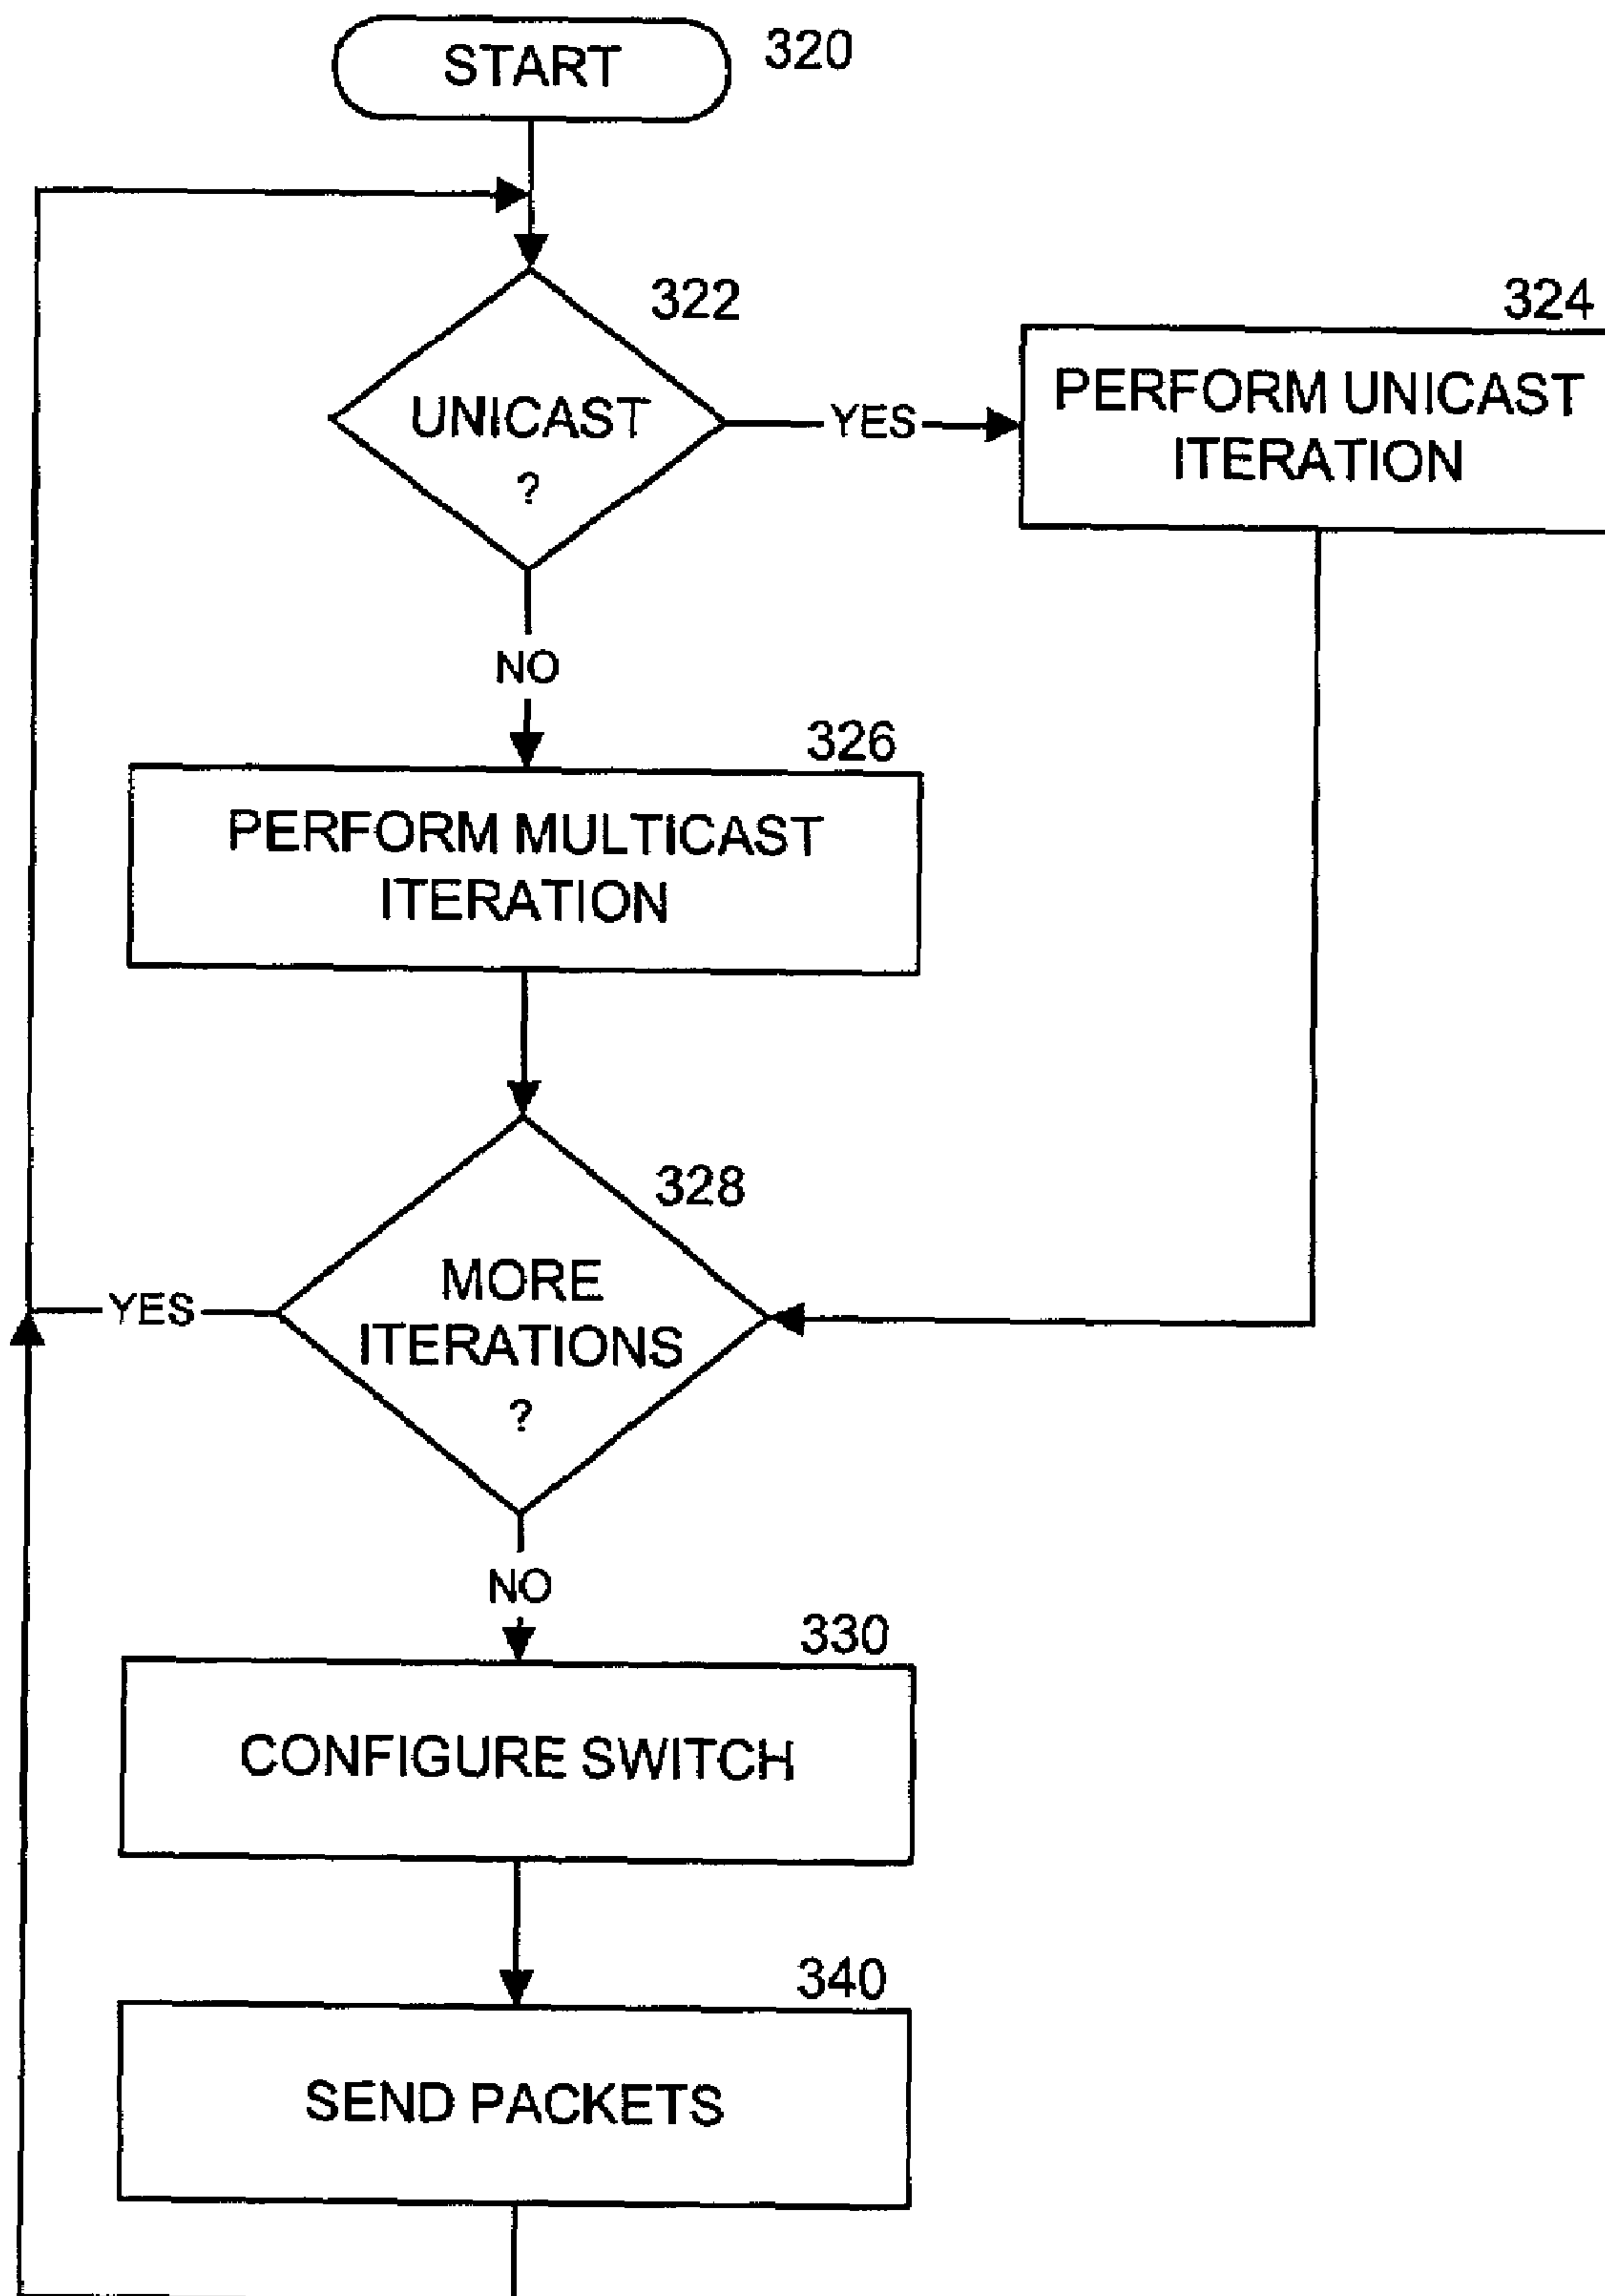 START
320
322
UNICAST
?
YES
324
PERFORM UNICAST
ITERATION
NO
326
PERFORM MULTICAST
ITERATION
328
MORE
ITERATIONS
?
YES
NO
330
CONFIGURE SWITCH
340
SEND PACKETS